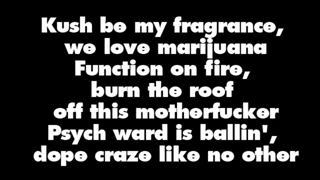 Kush be my fragrance,
we love marijuana
Function on fire,
burn the roof
off this motherfucker
Psych ward is ballin',
dope craze like no other